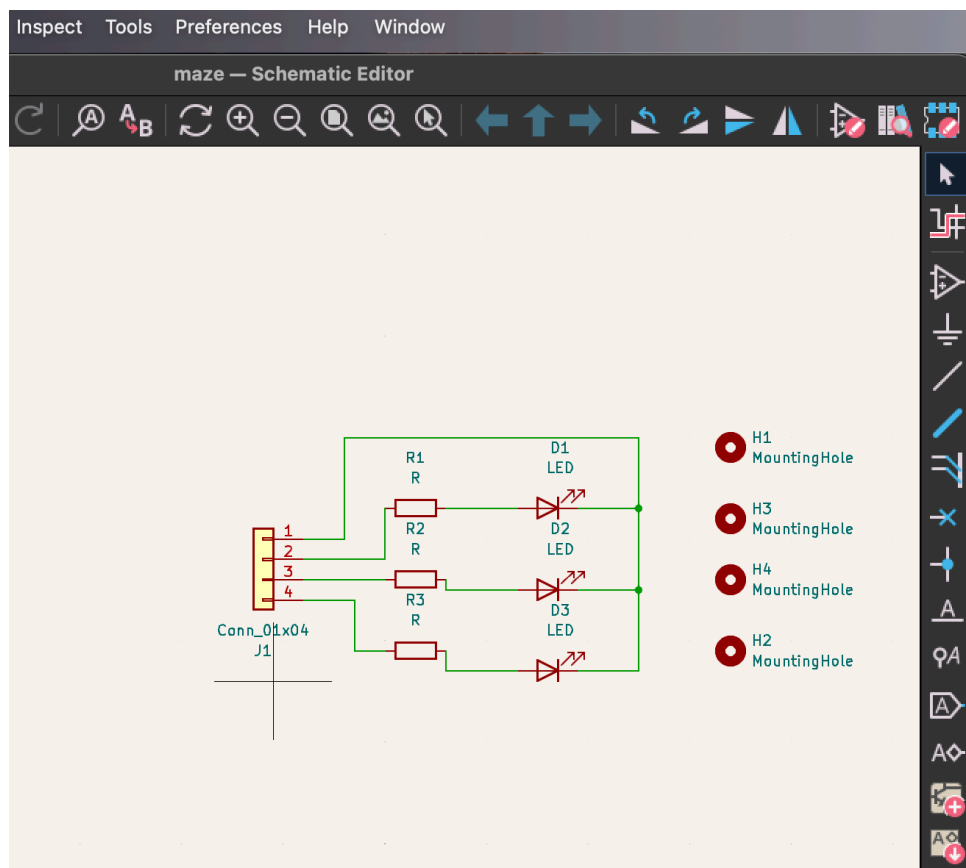 Inspect Tools Preferences Help Window
maze — Schematic Editor
A
A B
H1
MountingHole
D1
LED
R1
R
H3
MountingHole
D2
LED
R2
R
1
2
3
4
H4
MountingHole
D3
LED
R3
R
Conn_01x04
J1
H2
MountingHole
A
A
A
A
A